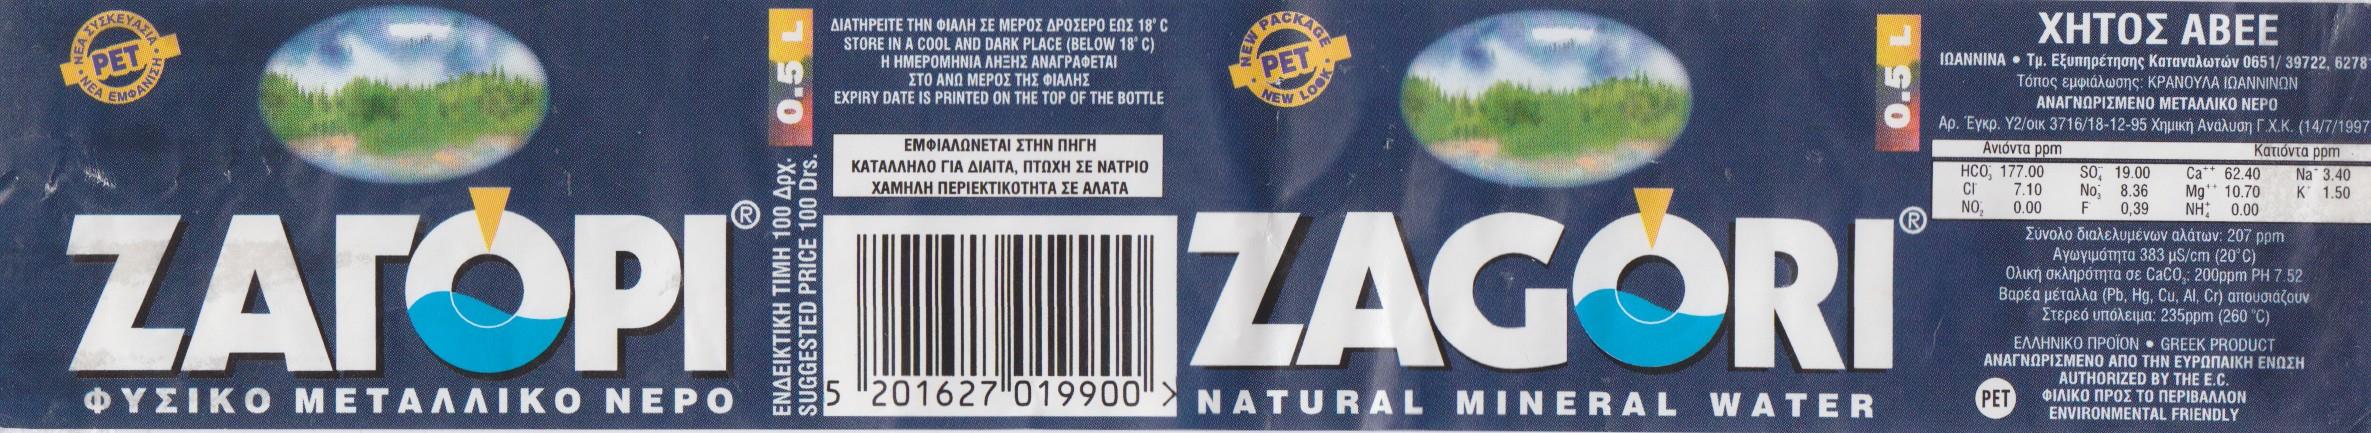 ΝΕΑ ΣΥΣΚΕΥΑΣΙΑ
PET
ΝΕΑ ΕΜΦΑΝΙΣΗ
ΖΑΓΟΡΙ®
ΦΥΣΙΚΟ ΜΕΤΑΛΛΙΚΟ ΝΕΡΟ
0.5 L
ΕΝΔΕΙΚΤΙΚΗ ΤΙΜΗ 100 Δρχ.
SUGGESTED PRICE 100 Drs.
ΔΙΑΤΗΡΕΙΤΕ ΤΗΝ ΦΙΑΛΗ ΣΕ ΜΕΡΟΣ ΔΡΟΣΕΡΟ ΕΩΣ 18° C
STORE IN A COOL AND DARK PLACE (BELOW 18° C)
Η ΗΜΕΡΟΜΗΝΙΑ ΛΗΞΗΣ ΑΝΑΓΡΑΦΕΤΑΙ
ΣΤΟ ΑΝΩ ΜΕΡΟΣ ΤΗΣ ΦΙΑΛΗΣ
EXPIRY DATE IS PRINTED ON THE TOP OF THE BOTTLE
ΕΜΦΙΑΛΩΝΕΤΑΙ ΣΤΗΝ ΠΗΓΗ
ΚΑΤΑΛΛΗΛΟ ΓΙΑ ΔΙΑΙΤΑ, ΠΤΩΧΗ ΣΕ ΝΑΤΡΙΟ
ΧΑΜΗΛΗ ΠΕΡΙΕΚΤΙΚΟΤΗΤΑ ΣΕ ΑΛΑΤΑ
5 201627 019900 >
NEW PACKAGE
PET
NEW LOOK
ZAGORI®
NATURAL MINERAL WATER
0.5 L
ΧΗΤΟΣ ΑΒΕΕ
ΙΩΑΝΝΙΝΑ • Τμ. Εξυπηρέτησης Καταναλωτών 0651/ 39722, 6278
Τόπος εμφιάλωσης: ΚΡΑΝΟΥΛΑ ΙΩΑΝΝΙΝΩΝ
ΑΝΑΓΝΩΡΙΣΜΕΝΟ ΜΕΤΑΛΛΙΚΟ ΝΕΡΟ
Αρ. Έγκρ. Υ2/οικ 3716/18-12-95 Χημική Ανάλυση Γ.Χ.Κ. (14/7/1997
Ανιόντα ppm Κατιόντα ppm
HCO₃⁻ 177.00 SO₄⁻ 19.00 Ca⁺⁺ 62.40 Na⁺ 3.40
Cl⁻ 7.10 No₃⁻ 8.36 Mg⁺⁺ 10.70 K⁺ 1.50
NO₂⁻ 0.00 F⁻ 0,39 NH₄⁺ 0.00
Σύνολο διαλελυμένων αλάτων: 207 ppm
Αγωγιμότητα 383 μS/cm (20°C)
Ολική σκληρότητα σε CaCO₃: 200ppm PH 7.52
Βαρέα μέταλλα (Pb, Hg, Cu, Al, Cr) απουσιάζουν
Στερεό υπόλειμα: 235ppm (260 °C)
ΕΛΛΗΝΙΚΟ ΠΡΟΪΟΝ • GREEK PRODUCT
ΑΝΑΓΝΩΡΙΣΜΕΝΟ ΑΠΟ ΤΗΝ ΕΥΡΩΠΑΙΚΗ ΕΝΩΣΗ
AUTHORIZED BY THE E.C.
PET
ΦΙΛΙΚΟ ΠΡΟΣ ΤΟ ΠΕΡΙΒΑΛΛΟΝ
ENVIRONMENTAL FRIENDLY